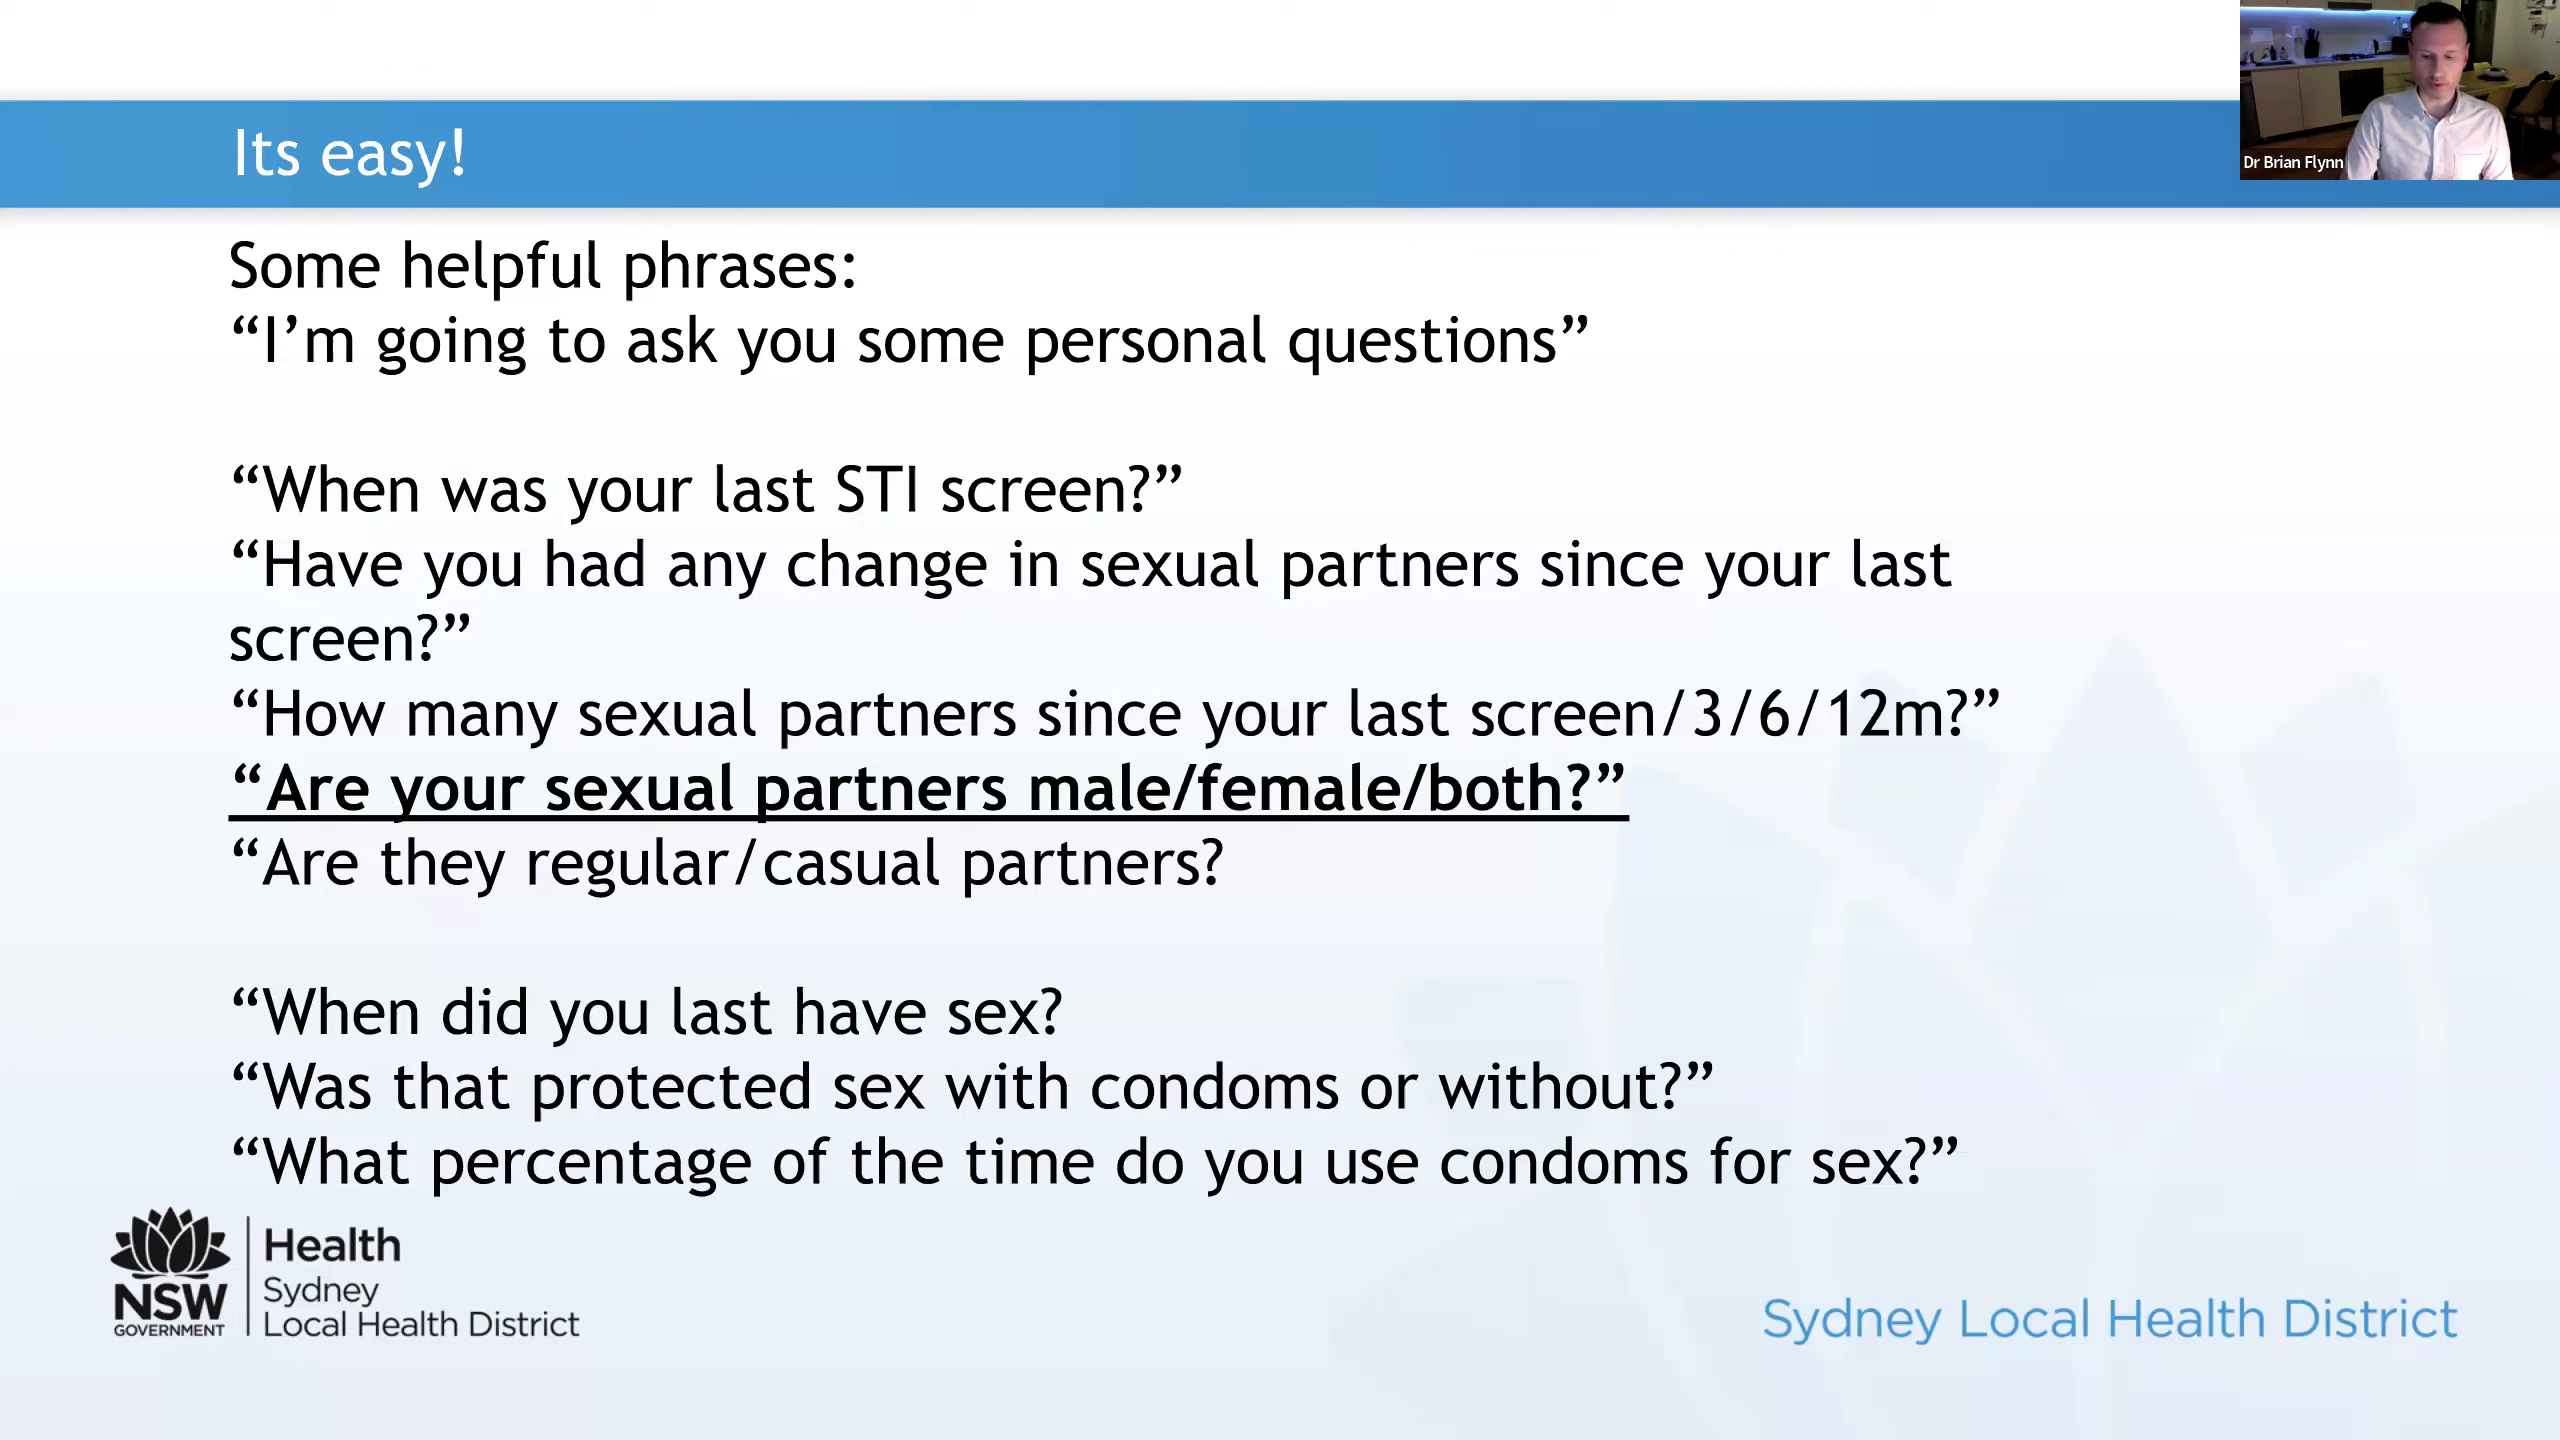 Its easy!
Dr Brian Flynn
Some helpful phrases:
“I’m going to ask you some personal questions”
“When was your last STI screen?”
“Have you had any change in sexual partners since your last
screen?”
“How many sexual partners since your last screen/3/6/12m?”
“Are your sexual partners male/female/both?”
“Are they regular/casual partners?
“When did you last have sex?
“Was that protected sex with condoms or without?”
“What percentage of the time do you use condoms for sex?”
NSW
GOVERNMENT
Health
Sydney
Local Health District
Sydney Local Health District